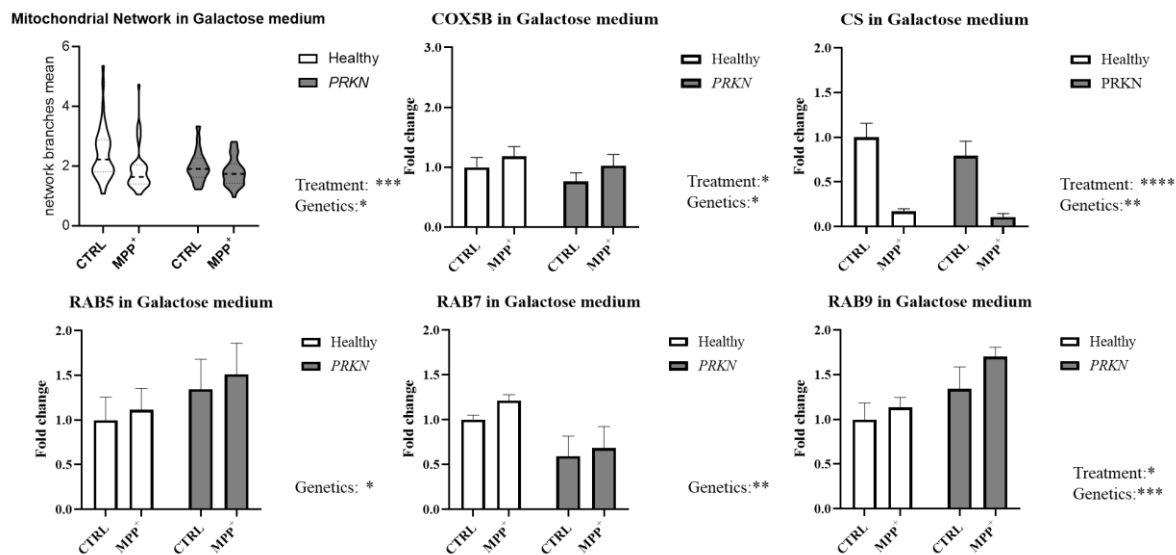 Mitochondrial Network in Galactose medium
network branches mean
6
4
2
0
CTRL
MPP+
CTRL
MPP+
Healthy
PRKN
Treatment: ***
Genetics:*
COX5B in Galactose medium
Fold change
3.0
2.0
1.0
0.0
CTRL
MPP+
CTRL
MPP+
Healthy
PRKN
Treatment:*
Genetics:*
CS in Galactose medium
Fold change
2.0
1.5
1.0
0.5
0.0
CTRL
MPP+
CTRL
MPP+
Healthy
PRKN
Treatment: ****
Genetics:**
RAB5 in Galactose medium
Fold change
2.0
1.5
1.0
0.5
0.0
CTRL
MPP+
CTRL
MPP+
Healthy
PRKN
Genetics: *
RAB7 in Galactose medium
Fold change
2.0
1.5
1.0
0.5
0.0
CTRL
MPP+
CTRL
MPP+
Healthy
PRKN
Genetics:**
RAB9 in Galactose medium
Fold change
2.0
1.5
1.0
0.5
0.0
CTRL
MPP+
CTRL
MPP+
Healthy
PRKN
Treatment:*
Genetics:***